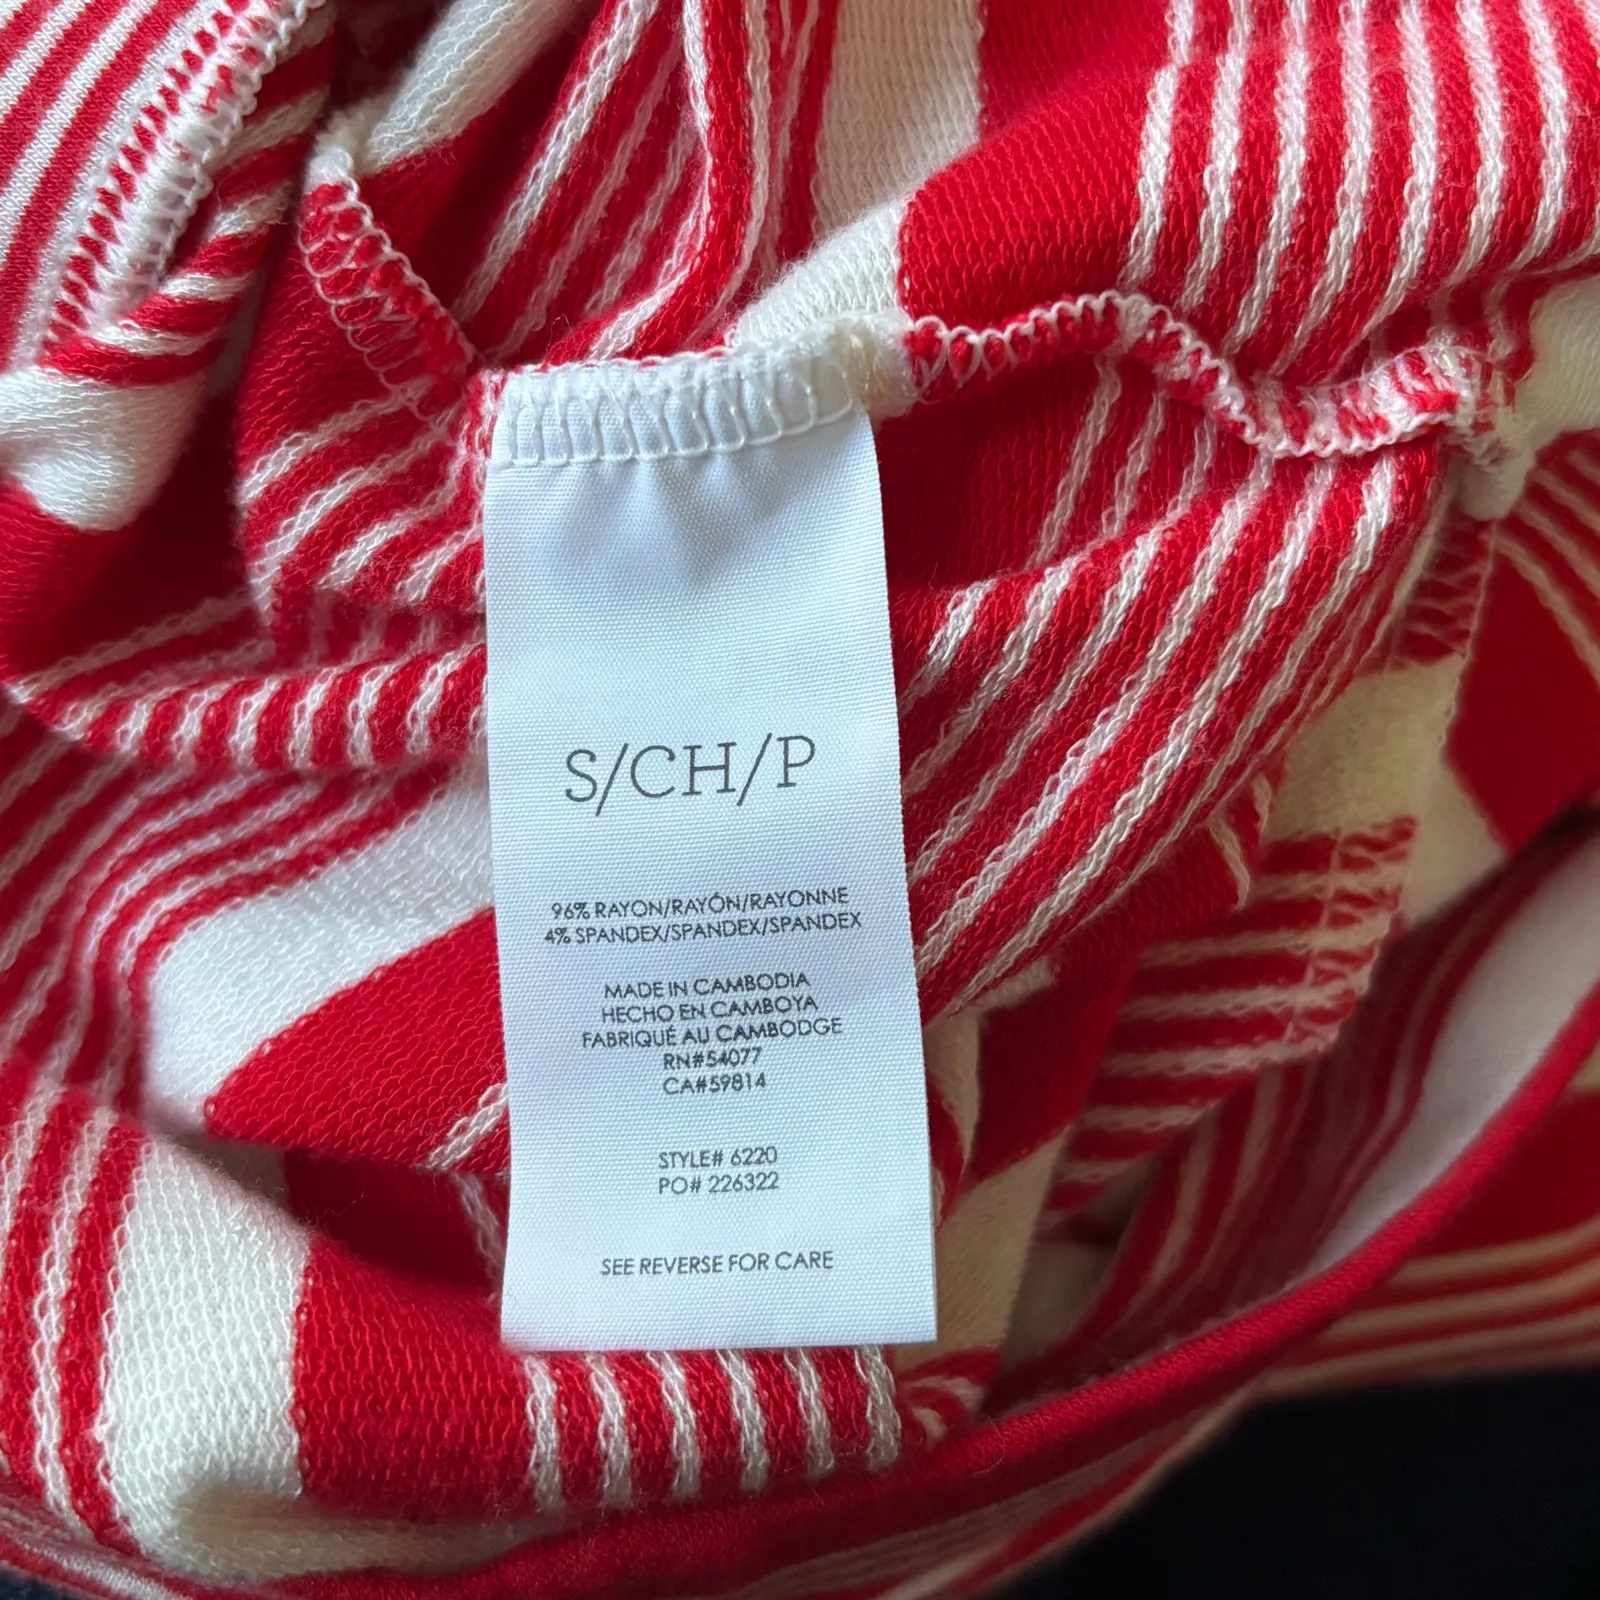 S/CH/P
96% RAYON/RAYÓN/RAYONNE
4% SPANDEX/SPANDEX/SPANDEX
MADE IN CAMBODIA
HECHO EN CAMBOYA
FABRIQUÉ AU CAMBODGE
RN#54077
CA#59814
STYLE# 6220
PO# 226322
SEE REVERSE FOR CARE